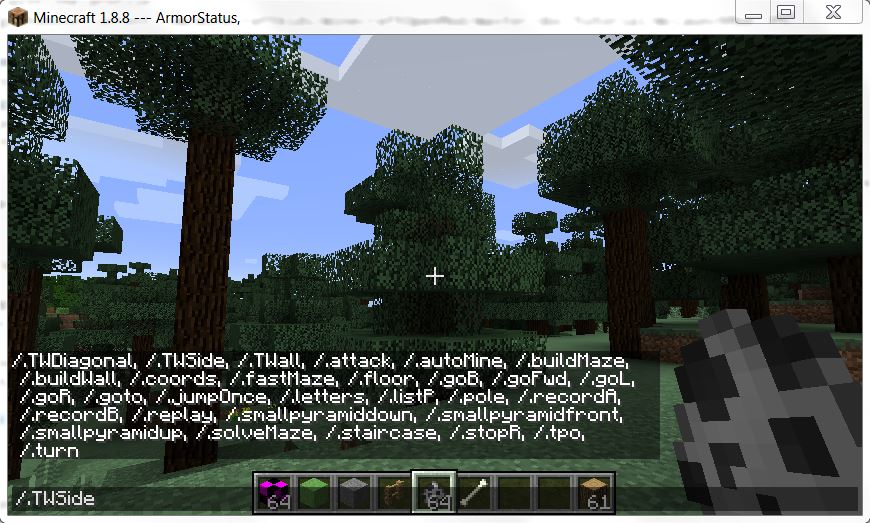 Minecraft 1.8.8 --- ArmorStatus,
/.TWDiagonal, /.TWSide, /.TWall, /.attack, /.autoMine, /.buildMaze,
/.buildWall, /.coords, /.fastMaze, /.floor, /.goB, /.goFwd, /.goL,
/.goR, /.goto, /.jumpOnce, /.letters, /.listP, /.pole, /.recordA,
/.recordB, /.replay, /.smallpyramiddown, /.smallpyramidfront,
/.smallpyramidup, /.solveMaze, /.staircase, /.stopR, /.tpo,
/.turn
64 64 61
/.TWSide